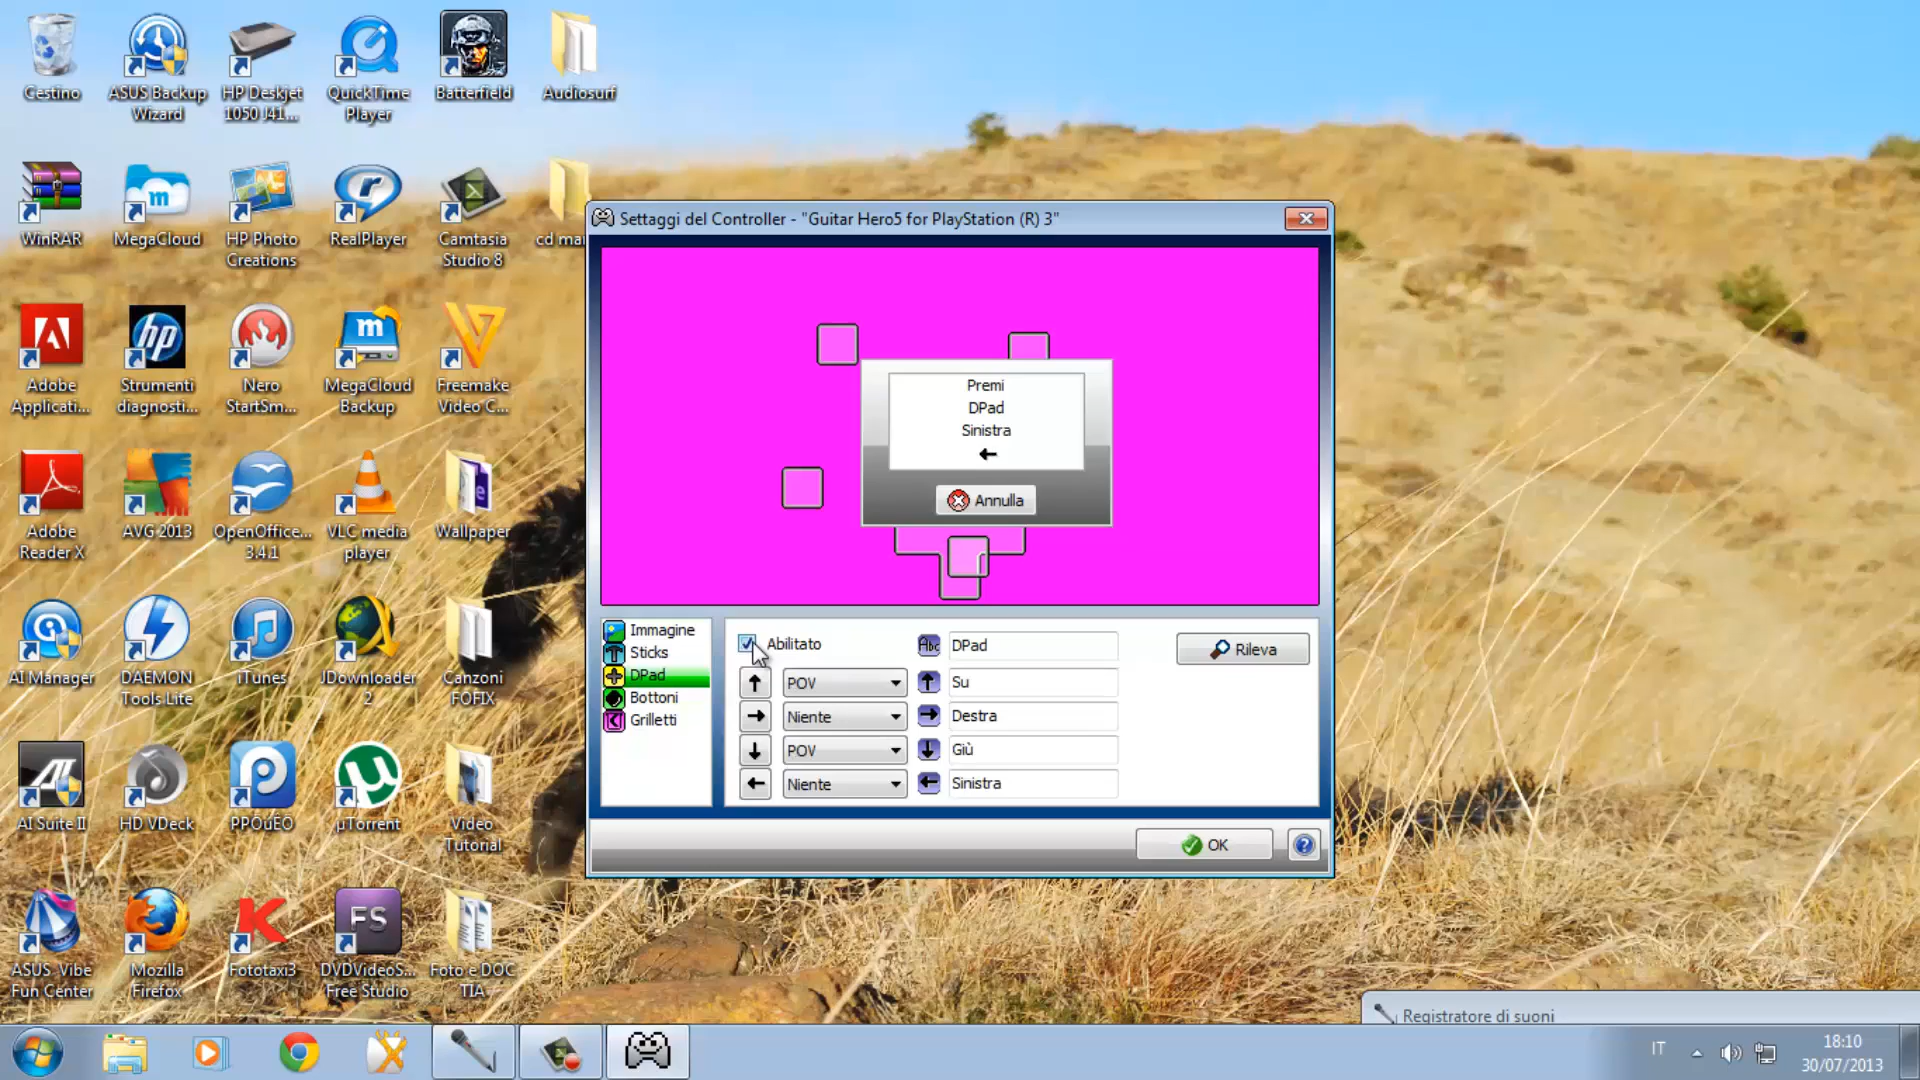 Cestino
ASUS Backup
Wizard
HP Deskjet
1050 J41...
QuickTime
Player
Batterfield
Audiosurf
WinRAR
MegaCloud
HP Photo
Creations
RealPlayer
Camtasia
Studio 8
cd mai
Adobe
Applicati...
Strumenti
diagnosti...
Nero
StartSm...
MegaCloud
Backup
Freemake
Video C...
Adobe
Reader X
AVG 2013
OpenOffice...
3.4.1
VLC media
player
Wallpaper
AI Manager
DAEMON
Tools Lite
iTunes
JDownloader
2
Canzoni
FOFIX
AI Suite II
HD VDeck
PPÒuÉO
µTorrent
Video
Tutorial
ASUS Vibe
Fun Center
Mozilla
Firefox
Fototaxi3
DVDVideoS...
Free Studio
Foto e DOC
TIA
Settaggi del Controller - "Guitar Hero5 for PlayStation (R) 3"
Premi
DPad
Sinistra
Annulla
Immagine
Sticks
DPad
Bottoni
Grilletti
Abilitato
Abc DPad
Rileva
POV Su
Niente Destra
POV Giù
Niente Sinistra
OK
Registratore di suoni
IT
18:10
30/07/2013